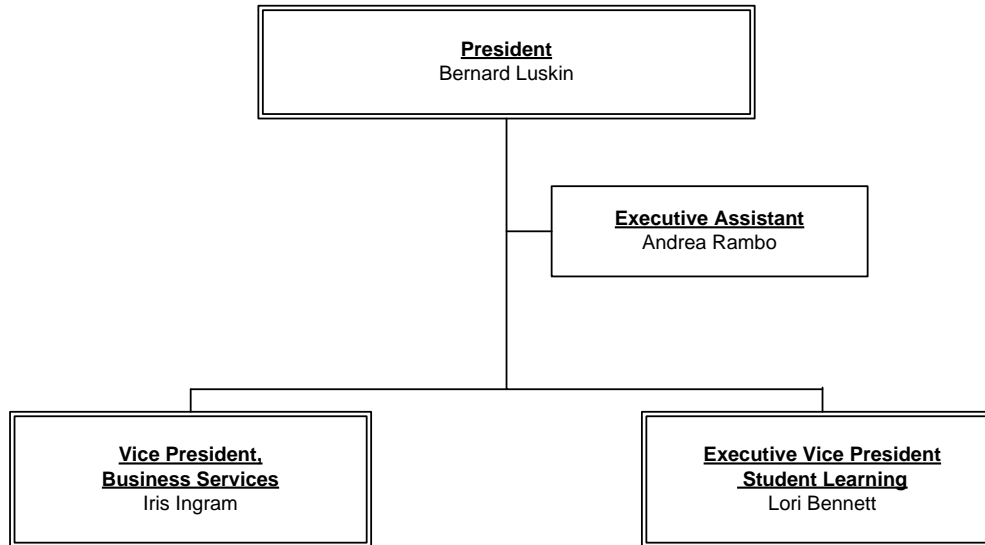 President
Bernard Luskin
Executive Assistant
Andrea Rambo
Vice President,
Business Services
Iris Ingram
Executive Vice President
Student Learning
Lori Bennett